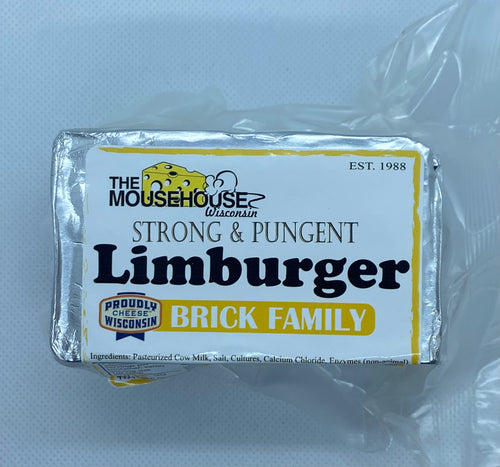 EST. 1988
THE
MOUSEHOUSE
Wisconsin
STRONG & PUNGENT
Limburger
PROUDLY
CHEESE
WISCONSIN
BRICK FAMILY
Ingredients: Pasteurized Cow Milk, Salt, Cultures, Calcium Chloride, Enzymes (non-animal)